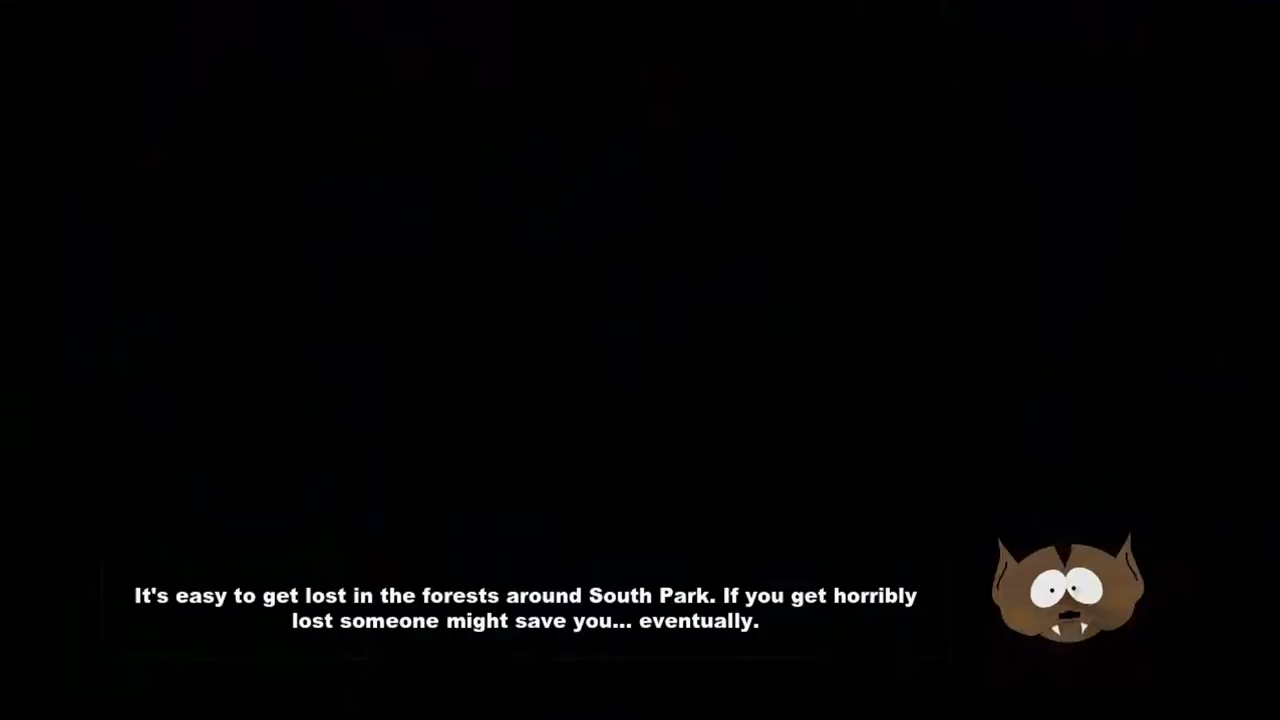 It's easy to get lost in the forests around South Park. If you get horribly
lost someone might save you... eventually.